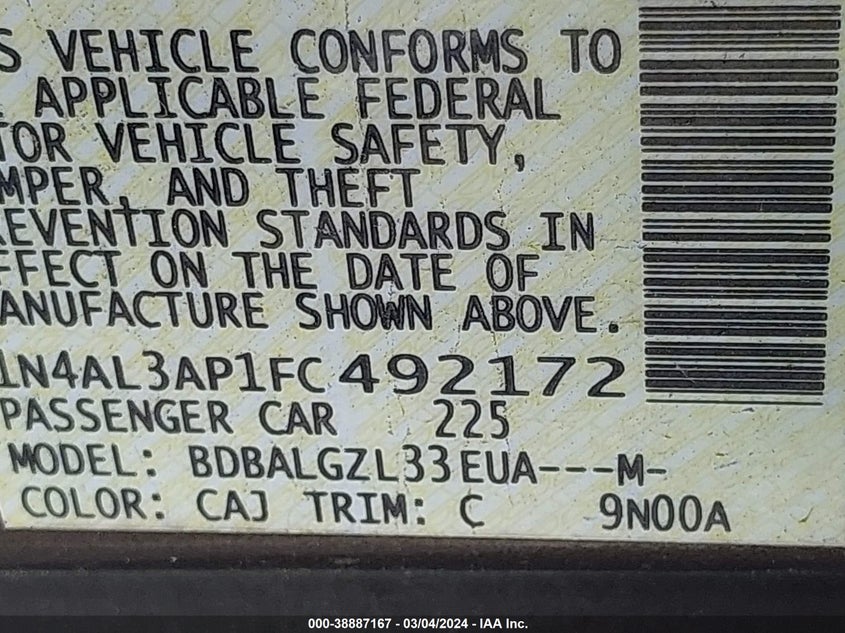 S VEHICLE CONFORMS TO
APPLICABLE FEDERAL
TOR VEHICLE SAFETY,
MPER, AND THEFT
REVENTION STANDARDS IN
FFECT ON THE DATE OF
ANUFACTURE SHOWN ABOVE.
1N4AL3AP1FC492172
PASSENGER CAR 225
MODEL: BDBALGZL33EUA---M-
COLOR: CAJ TRIM: C 9N00A
000-38887167 - 03/04/2024 - IAA Inc.